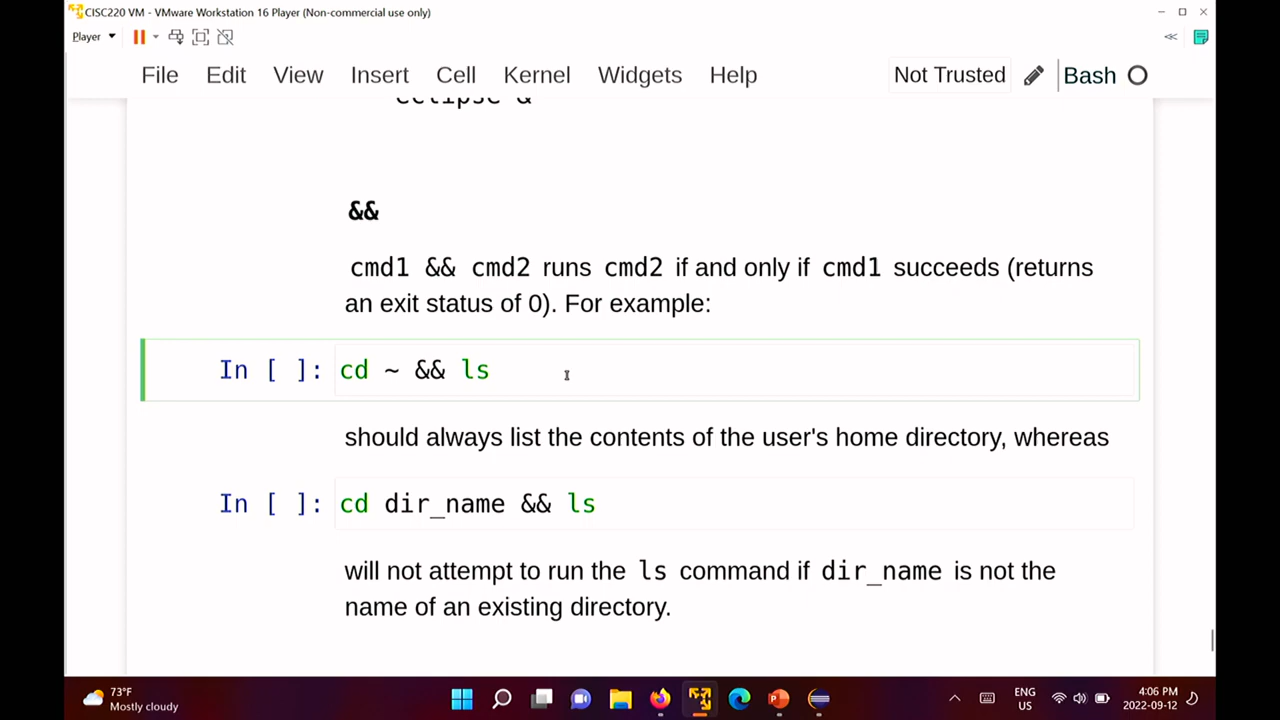 CISC220 VM - VMware Workstation 16 Player (Non-commercial use only)
Player
File Edit View Insert Cell Kernel Widgets Help Not Trusted Bash
eclipse &
&&
cmd1 && cmd2 runs cmd2 if and only if cmd1 succeeds (returns
an exit status of 0). For example:
In [ ]: cd ~ && ls
should always list the contents of the user's home directory, whereas
In [ ]: cd dir_name && ls
will not attempt to run the ls command if dir_name is not the
name of an existing directory.
73°F
Mostly cloudy
ENG
US
4:06 PM
2022-09-12